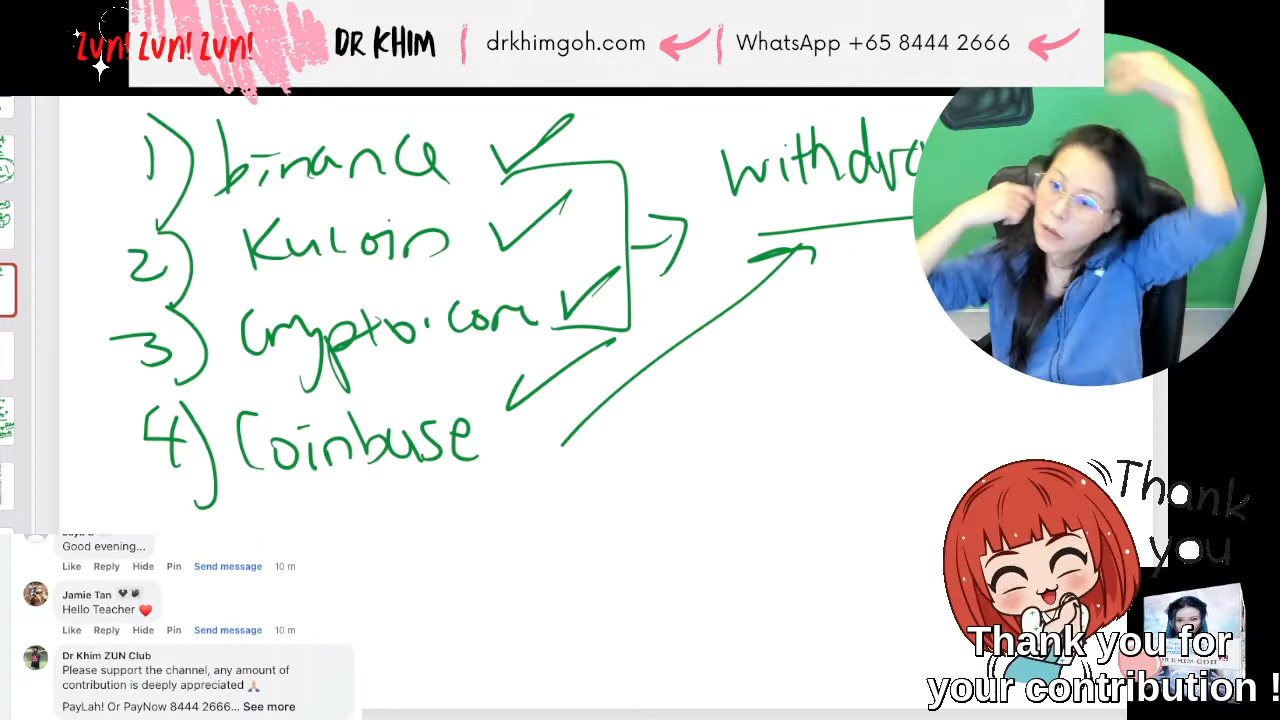 zun! zun! zun!
DR KHIM
drkhimgoh.com
WhatsApp +65 8444 2666
1) binance
withdra
2) Kucoin
3) crypto.com
4) Coinbase
Good evening...
Like Reply Hide Pin Send message 10 m
Jamie Tan
Hello Teacher ❤️
Like Reply Hide Pin Send message 10 m
Dr Khim ZUN Club
Please support the channel, any amount of
contribution is deeply appreciated 🙏
PayLah! Or PayNow 8444 2666... See more
Thank
you
DR KHIM GOH
Thank you for
your contribution !